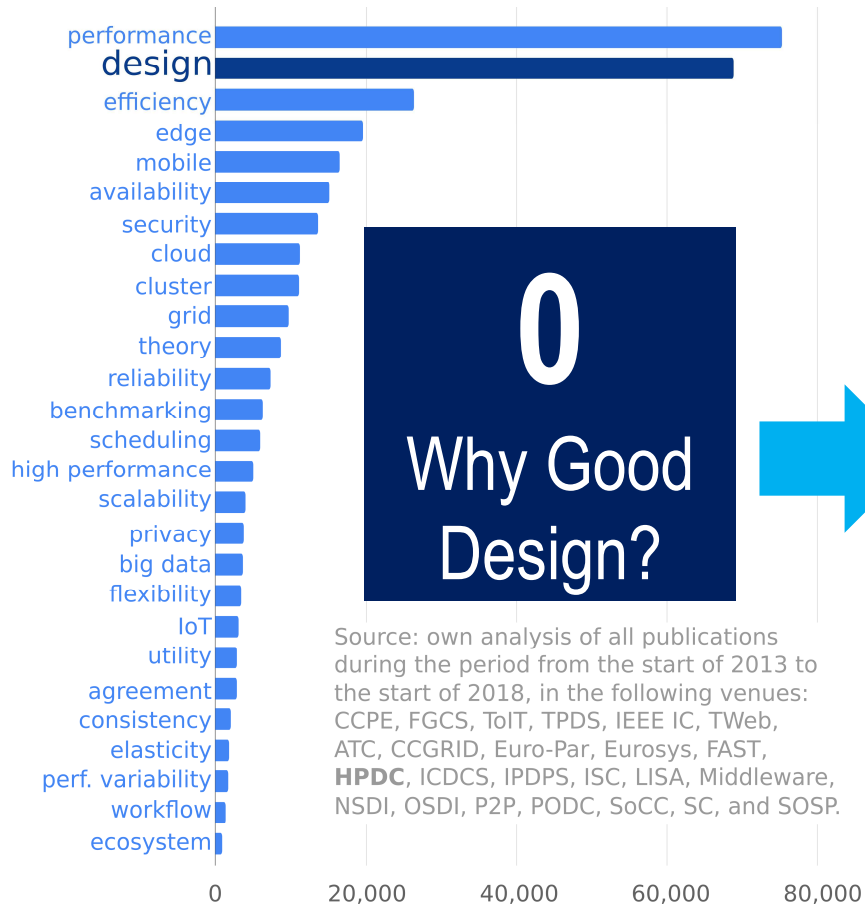 performance
design
efficiency
edge
mobile
availability
security
cloud
cluster
grid
theory
reliability
benchmarking
scheduling
high performance
scalability
privacy
big data
flexibility
IoT
utility
agreement
consistency
elasticity
perf. variability
workflow
ecosystem
0
Why Good
Design?
Source: own analysis of all publications
during the period from the start of 2013 to
the start of 2018, in the following venues:
CCPE, FGCS, ToIT, TPDS, IEEE IC, TWeb,
ATC, CCGRID, Euro-Par, Eurosys, FAST,
HPDC, ICDCS, IPDPS, ISC, LISA, Middleware,
NSDI, OSDI, P2P, PODC, SoCC, SC, and SOSP.
0 20,000 40,000 60,000 80,000